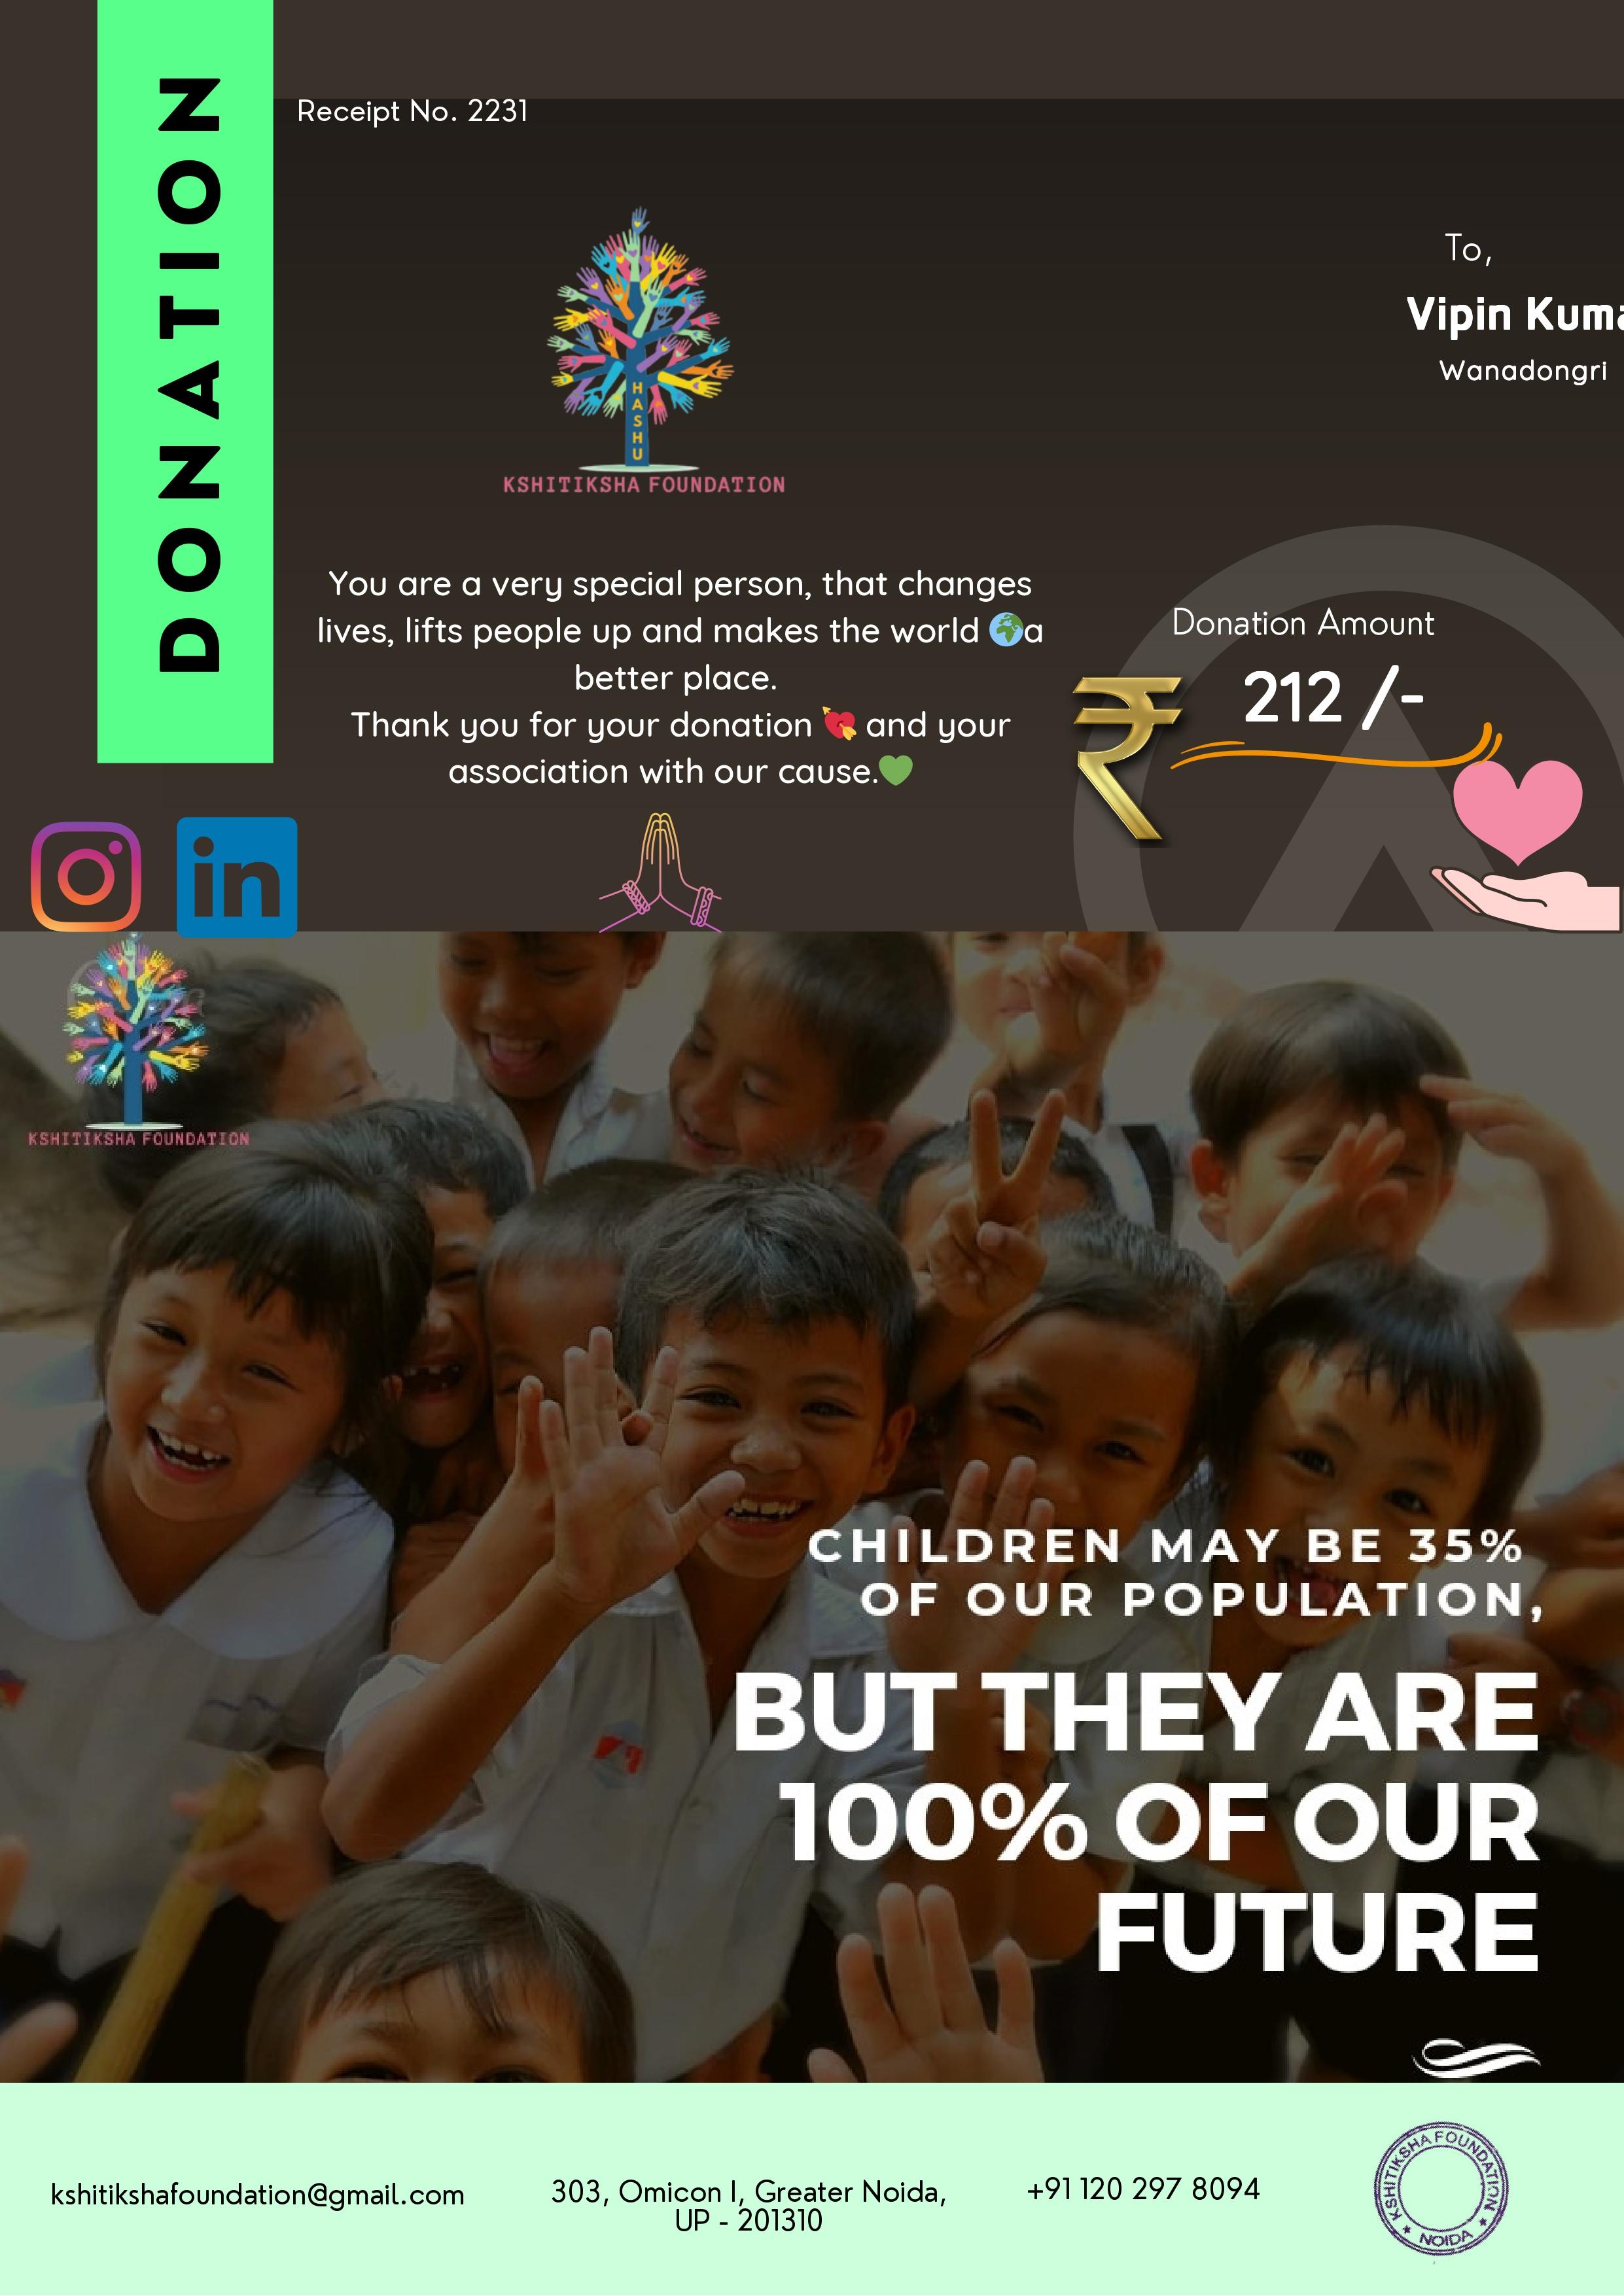 DONATION
Receipt No. 2231
HASHU
KSHITIKSHA FOUNDATION
To,
Vipin Kuma
Wanadongri
You are a very special person, that changes
lives, lifts people up and makes the world 🌍a
better place.
Thank you for your donation 💘 and your
association with our cause.💚
Donation Amount
₹ 212 /-
in
KSHITIKSHA FOUNDATION
CHILDREN MAY BE 35%
OF OUR POPULATION,
BUT THEY ARE
100% OF OUR
FUTURE
kshitikshafoundation@gmail.com
303, Omicon I, Greater Noida,
UP - 201310
+91 120 297 8094
KSHITIKSHA FOUNDATION
★ NOIDA ★